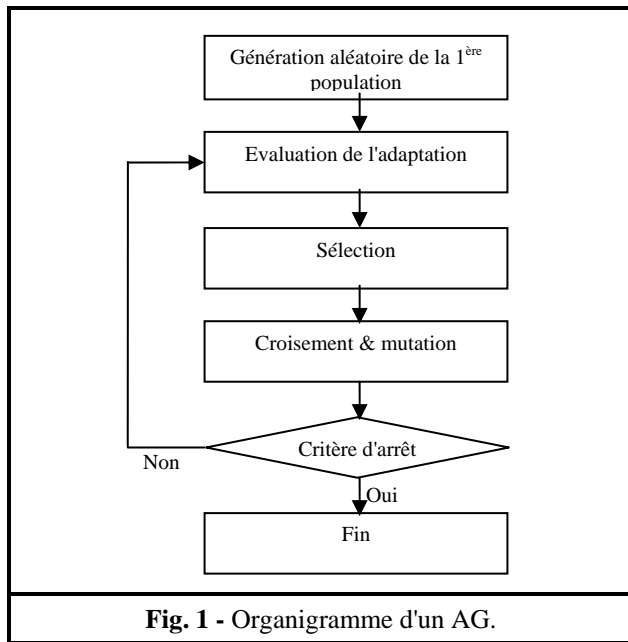 Génération aléatoire de la 1ère
population
Evaluation de l'adaptation
Sélection
Croisement & mutation
Critère d'arrêt
Non
Oui
Fin
Fig. 1 - Organigramme d'un AG.